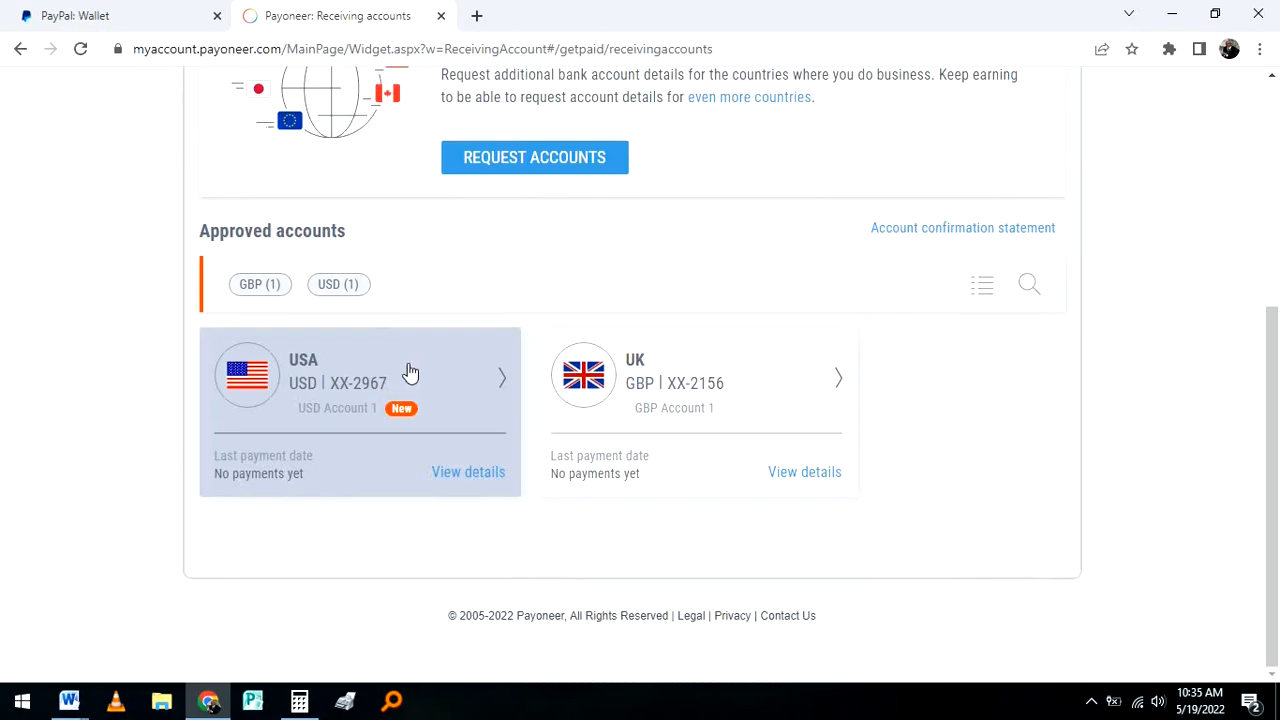 PayPal: Wallet
Payoneer: Receiving accounts
myaccount.payoneer.com/MainPage/Widget.aspx?w=ReceivingAccount#/getpaid/receivingaccounts
Request additional bank account details for the countries where you do business. Keep earning
to be able to request account details for even more countries.
REQUEST ACCOUNTS
Approved accounts
Account confirmation statement
GBP (1)
USD (1)
USA
USD | XX-2967
USD Account 1
New
Last payment date
No payments yet
View details
UK
GBP | XX-2156
GBP Account 1
Last payment date
No payments yet
View details
© 2005-2022 Payoneer, All Rights Reserved | Legal | Privacy | Contact Us
10:35 AM
5/19/2022
2